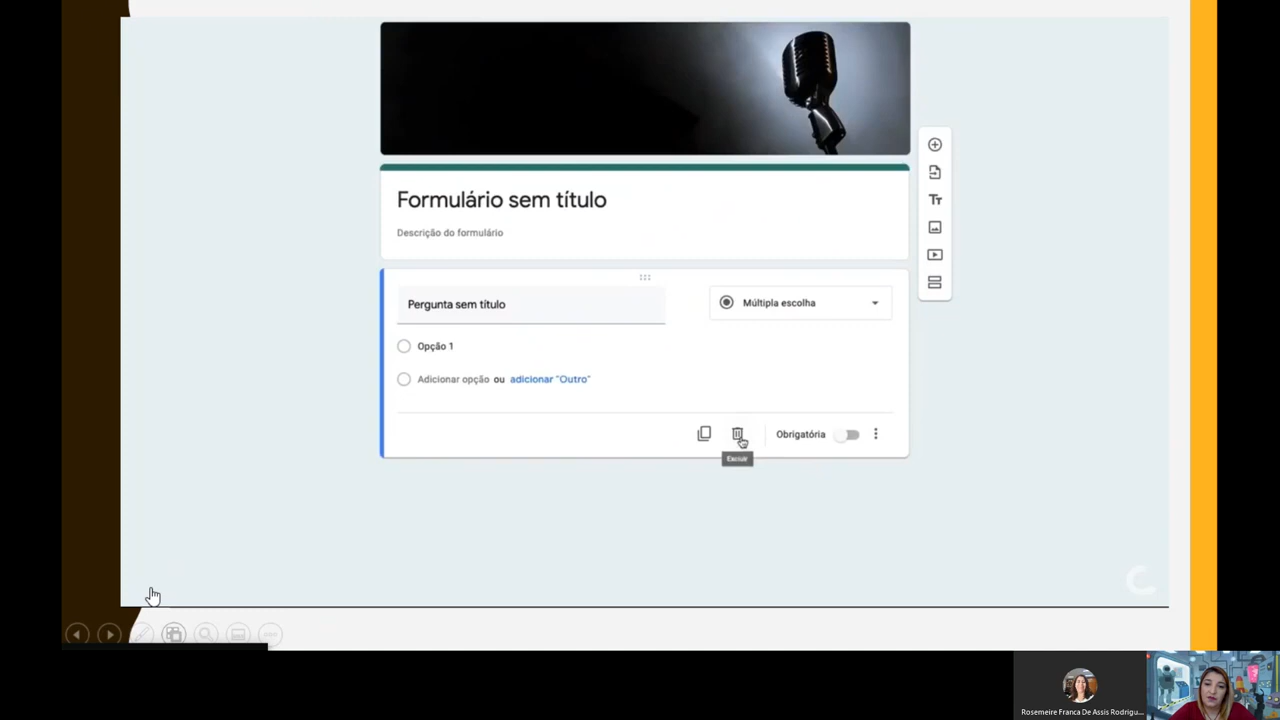 Formulário sem título
Descrição do formulário
Pergunta sem título
Múltipla escolha
Opção 1
Adicionar opção ou adicionar "Outro"
Obrigatória
Excluir
Rosemeire Franca De Assis Rodrigu...